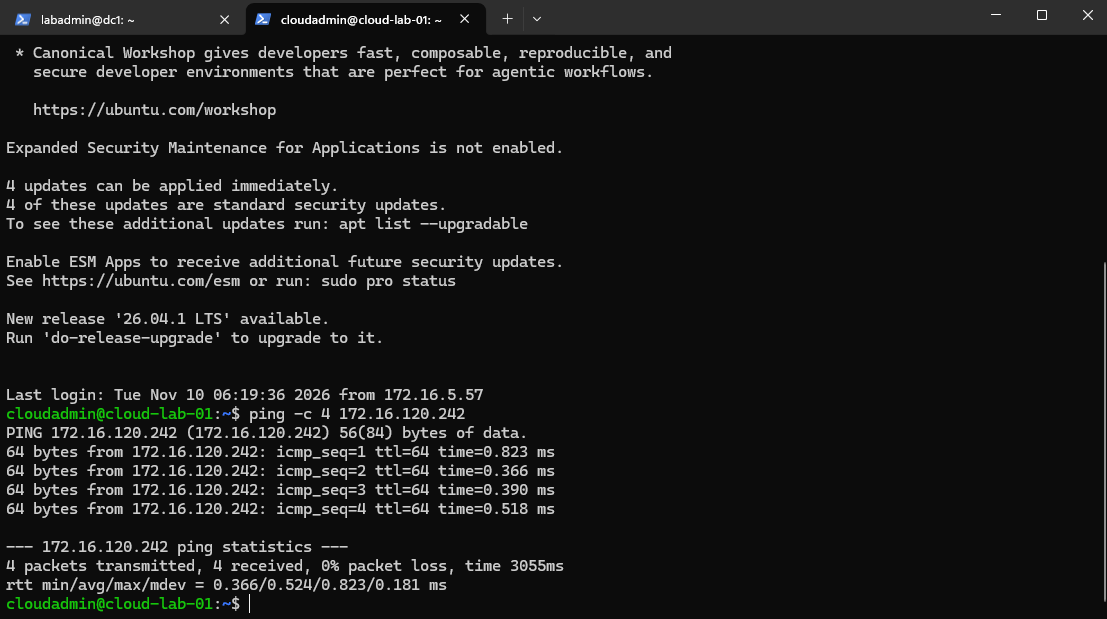 labadmin@dc1: ~
cloudadmin@cloud-lab-01: ~
 * Canonical Workshop gives developers fast, composable, reproducible, and
   secure developer environments that are perfect for agentic workflows.
   https://ubuntu.com/workshop
Expanded Security Maintenance for Applications is not enabled.
4 updates can be applied immediately.
4 of these updates are standard security updates.
To see these additional updates run: apt list --upgradable
Enable ESM Apps to receive additional future security updates.
See https://ubuntu.com/esm or run: sudo pro status
New release '26.04.1 LTS' available.
Run 'do-release-upgrade' to upgrade to it.
Last login: Tue Nov 10 06:19:36 2026 from 172.16.5.57
cloudadmin@cloud-lab-01:~$ ping -c 4 172.16.120.242
PING 172.16.120.242 (172.16.120.242) 56(84) bytes of data.
64 bytes from 172.16.120.242: icmp_seq=1 ttl=64 time=0.823 ms
64 bytes from 172.16.120.242: icmp_seq=2 ttl=64 time=0.366 ms
64 bytes from 172.16.120.242: icmp_seq=3 ttl=64 time=0.390 ms
64 bytes from 172.16.120.242: icmp_seq=4 ttl=64 time=0.518 ms
--- 172.16.120.242 ping statistics ---
4 packets transmitted, 4 received, 0% packet loss, time 3055ms
rtt min/avg/max/mdev = 0.366/0.524/0.823/0.181 ms
cloudadmin@cloud-lab-01:~$